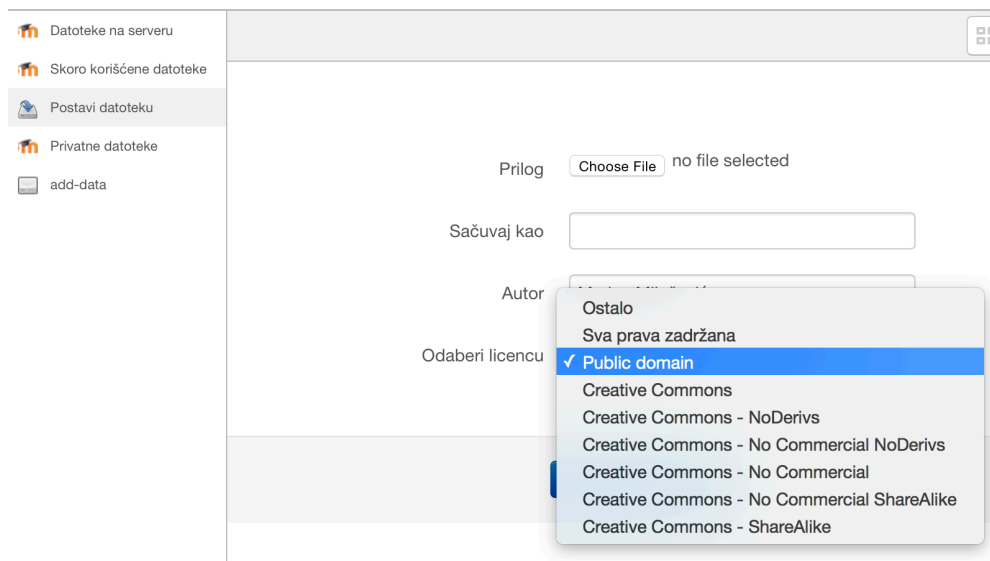 Datoteke na serveru
Skoro korišćene datoteke
Postavi datoteku
Privatne datoteke
add-data
Prilog
Choose File no file selected
Sačuvaj kao
Autor
Odaberi licencu
Ostalo
Sva prava zadržana
✓ Public domain
Creative Commons
Creative Commons - NoDerivs
Creative Commons - No Commercial NoDerivs
Creative Commons - No Commercial
Creative Commons - No Commercial ShareAlike
Creative Commons - ShareAlike